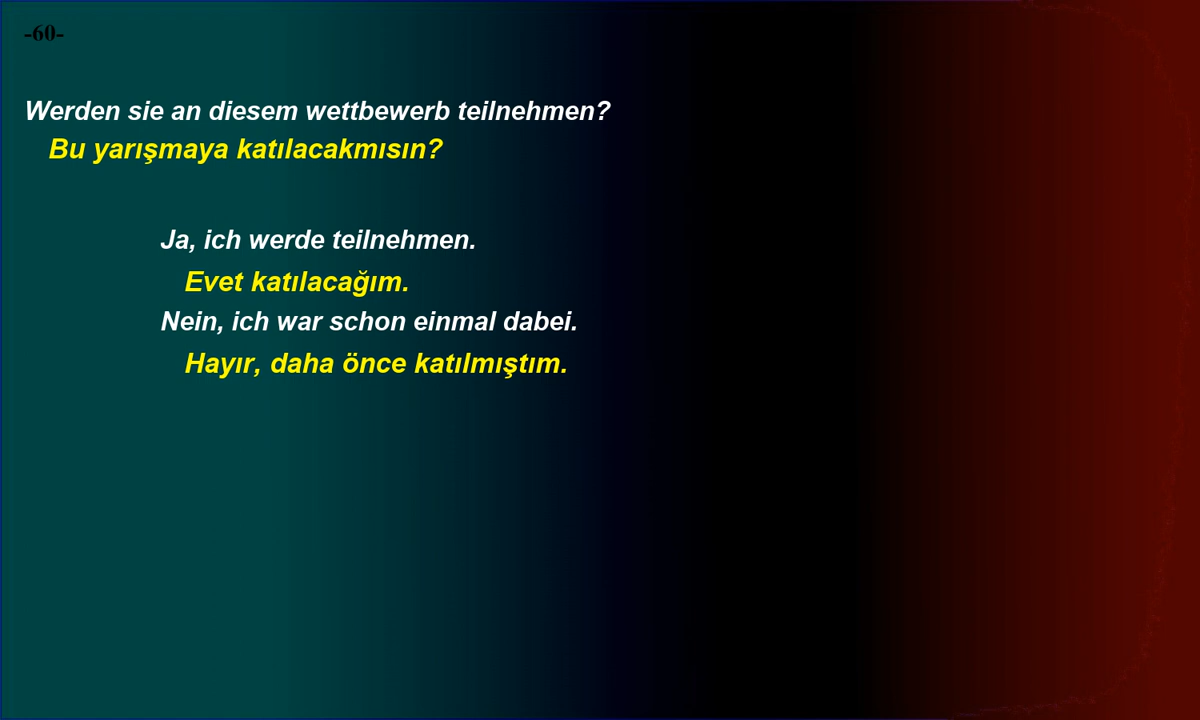 -60-
Werden sie an diesem wettbewerb teilnehmen?
Bu yarışmaya katılacakmısın?
Ja, ich werde teilnehmen.
Evet katılacağım.
Nein, ich war schon einmal dabei.
Hayır, daha önce katılmıştım.